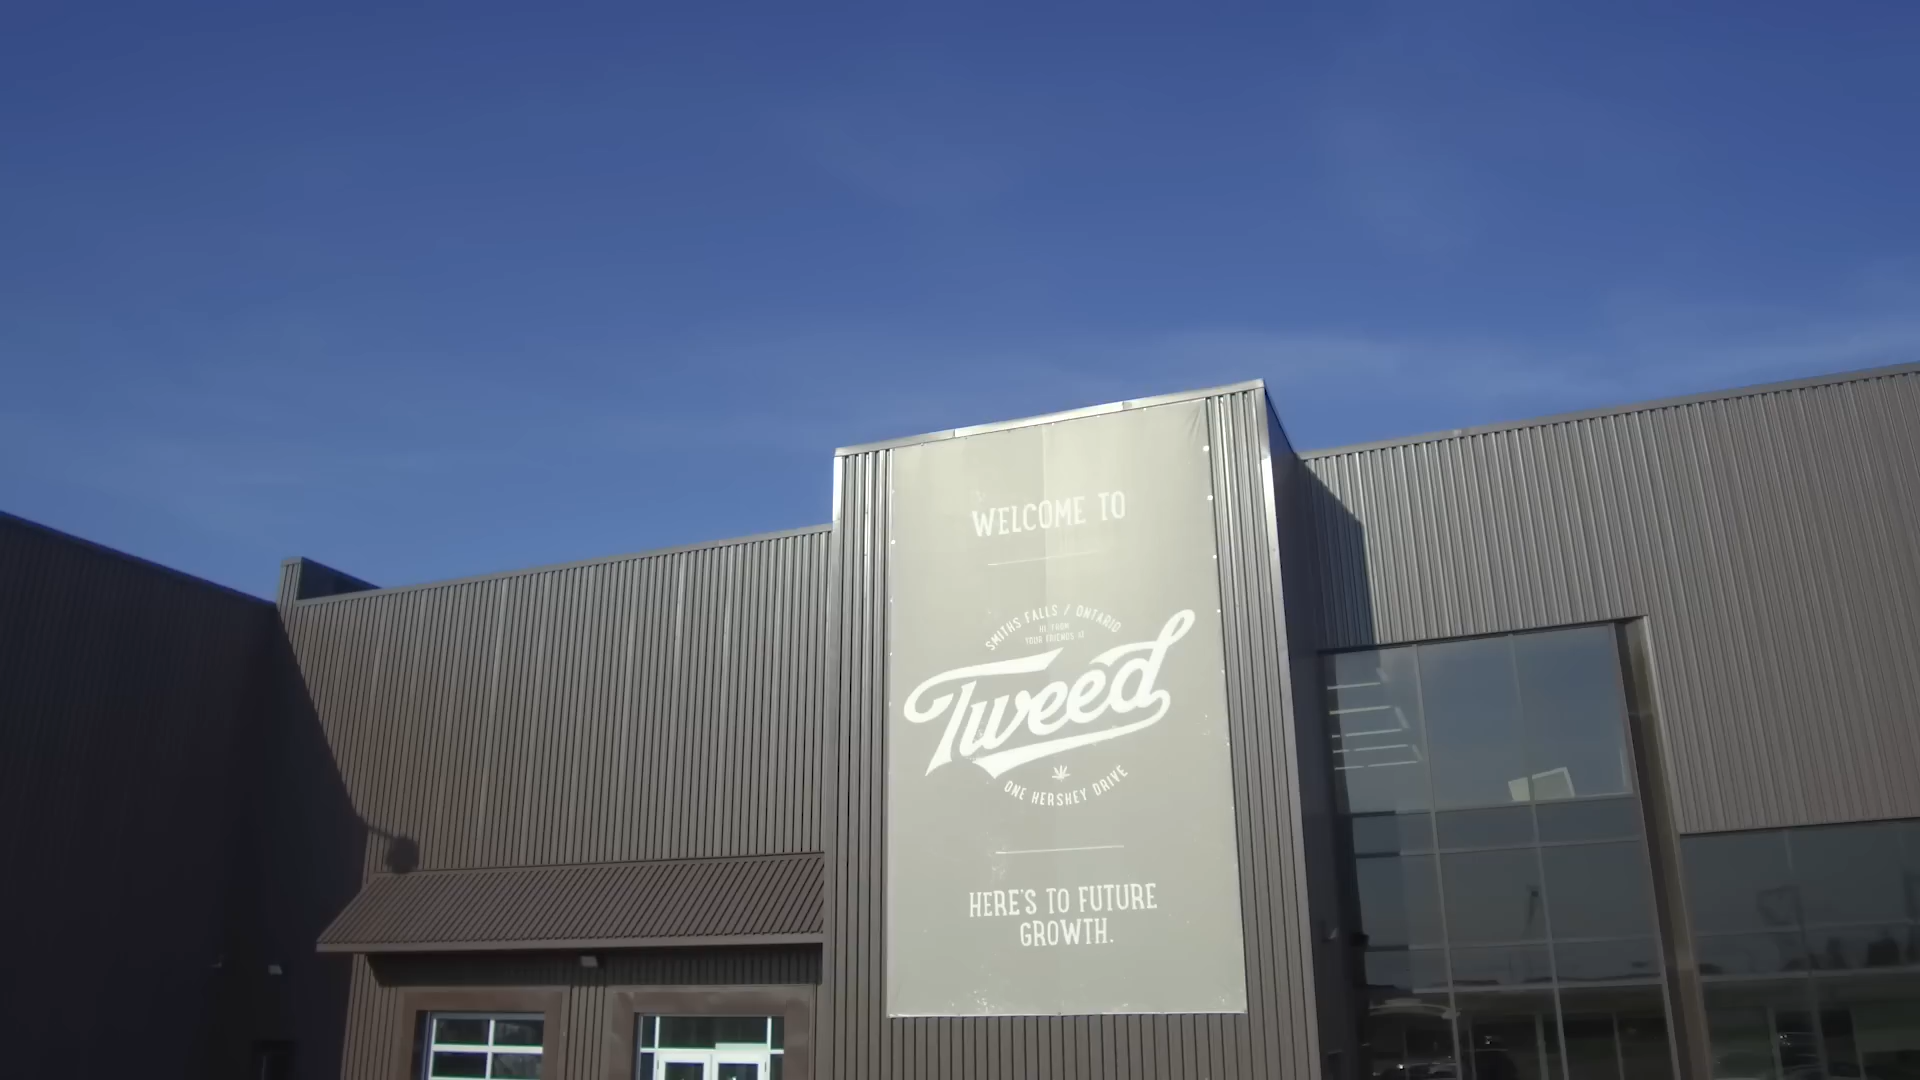 WELCOME TO
SMITHS FALLS / ONTARIO
HI, FROM
YOUR FRIENDS AT
Tweed
ONE HERSHEY DRIVE
HERE'S TO FUTURE
GROWTH.